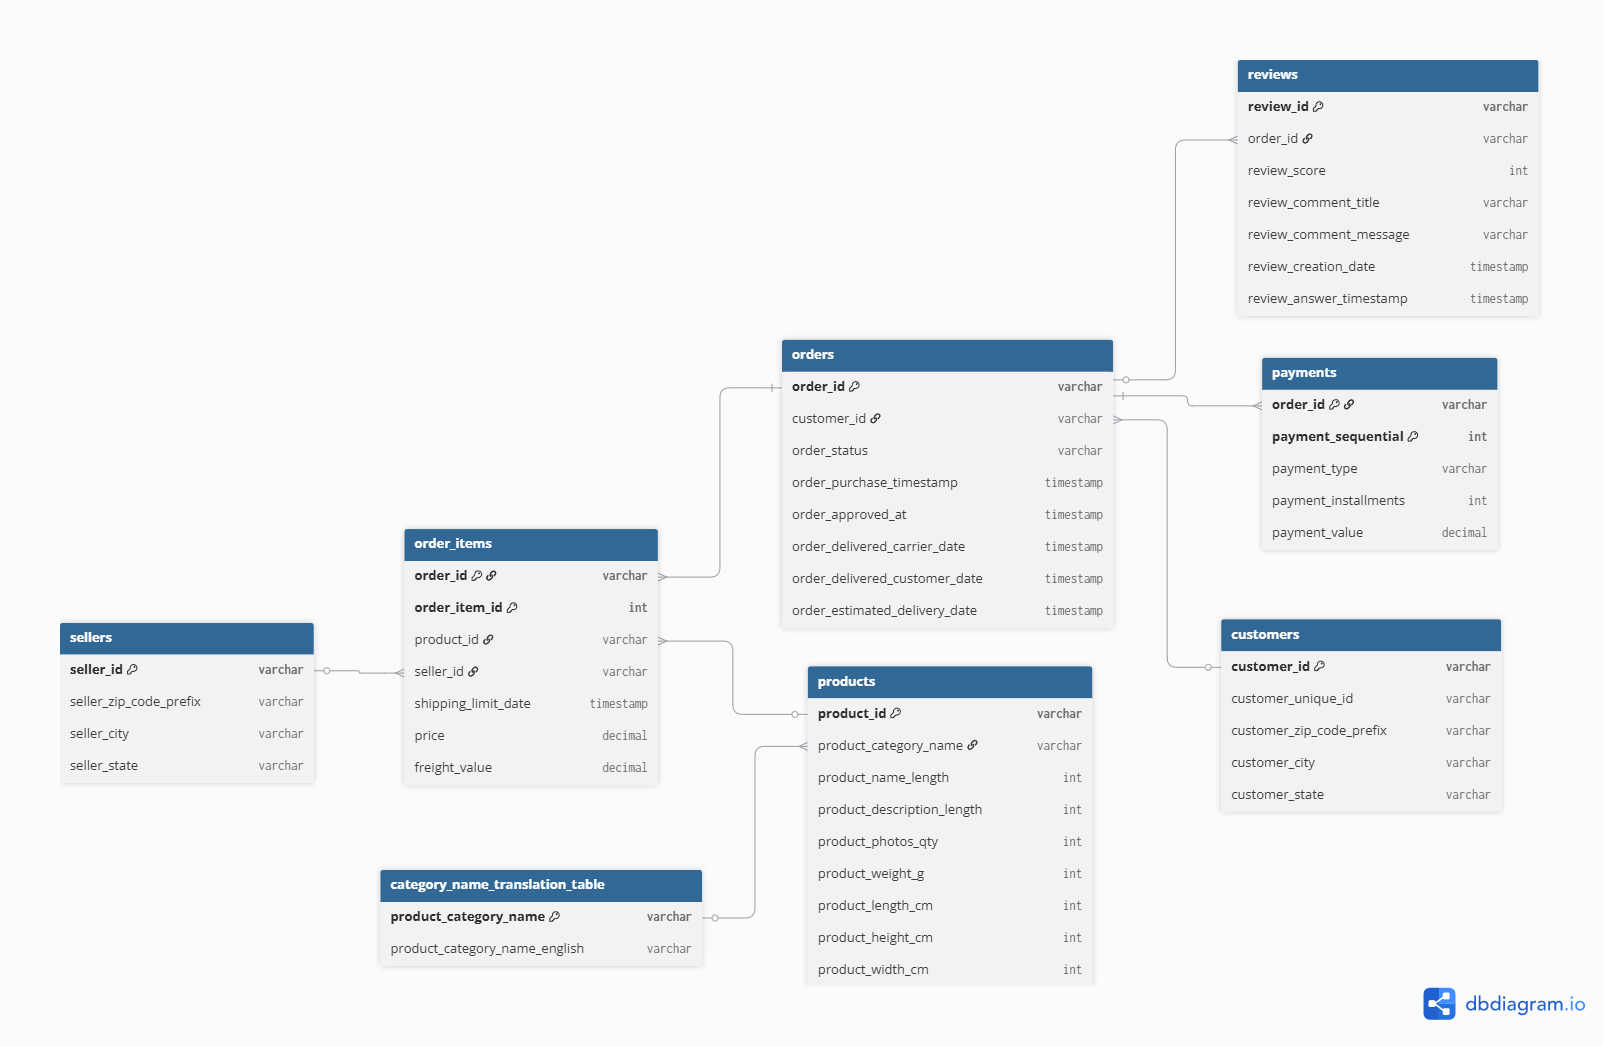 reviews
review_id varchar
order_id varchar
review_score int
review_comment_title varchar
review_comment_message varchar
review_creation_date timestamp
review_answer_timestamp timestamp
orders
order_id varchar
customer_id varchar
order_status varchar
order_purchase_timestamp timestamp
order_approved_at timestamp
order_delivered_carrier_date timestamp
order_delivered_customer_date timestamp
order_estimated_delivery_date timestamp
payments
order_id varchar
payment_sequential int
payment_type varchar
payment_installments int
payment_value decimal
order_items
order_id varchar
order_item_id int
product_id varchar
seller_id varchar
shipping_limit_date timestamp
price decimal
freight_value decimal
sellers
seller_id varchar
seller_zip_code_prefix varchar
seller_city varchar
seller_state varchar
customers
customer_id varchar
customer_unique_id varchar
customer_zip_code_prefix varchar
customer_city varchar
customer_state varchar
products
product_id varchar
product_category_name varchar
product_name_length int
product_description_length int
product_photos_qty int
product_weight_g int
product_length_cm int
product_height_cm int
product_width_cm int
category_name_translation_table
product_category_name varchar
product_category_name_english varchar
dbdiagram.io